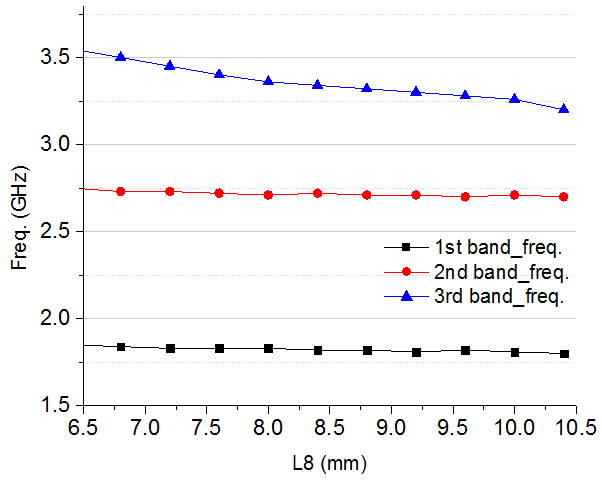 3.5
3.0
2.5
2.0
1.5
Freq. (GHz)
1st band_freq.
2nd band_freq.
3rd band_freq.
6.5 7.0 7.5 8.0 8.5 9.0 9.5 10.0 10.5
L8 (mm)